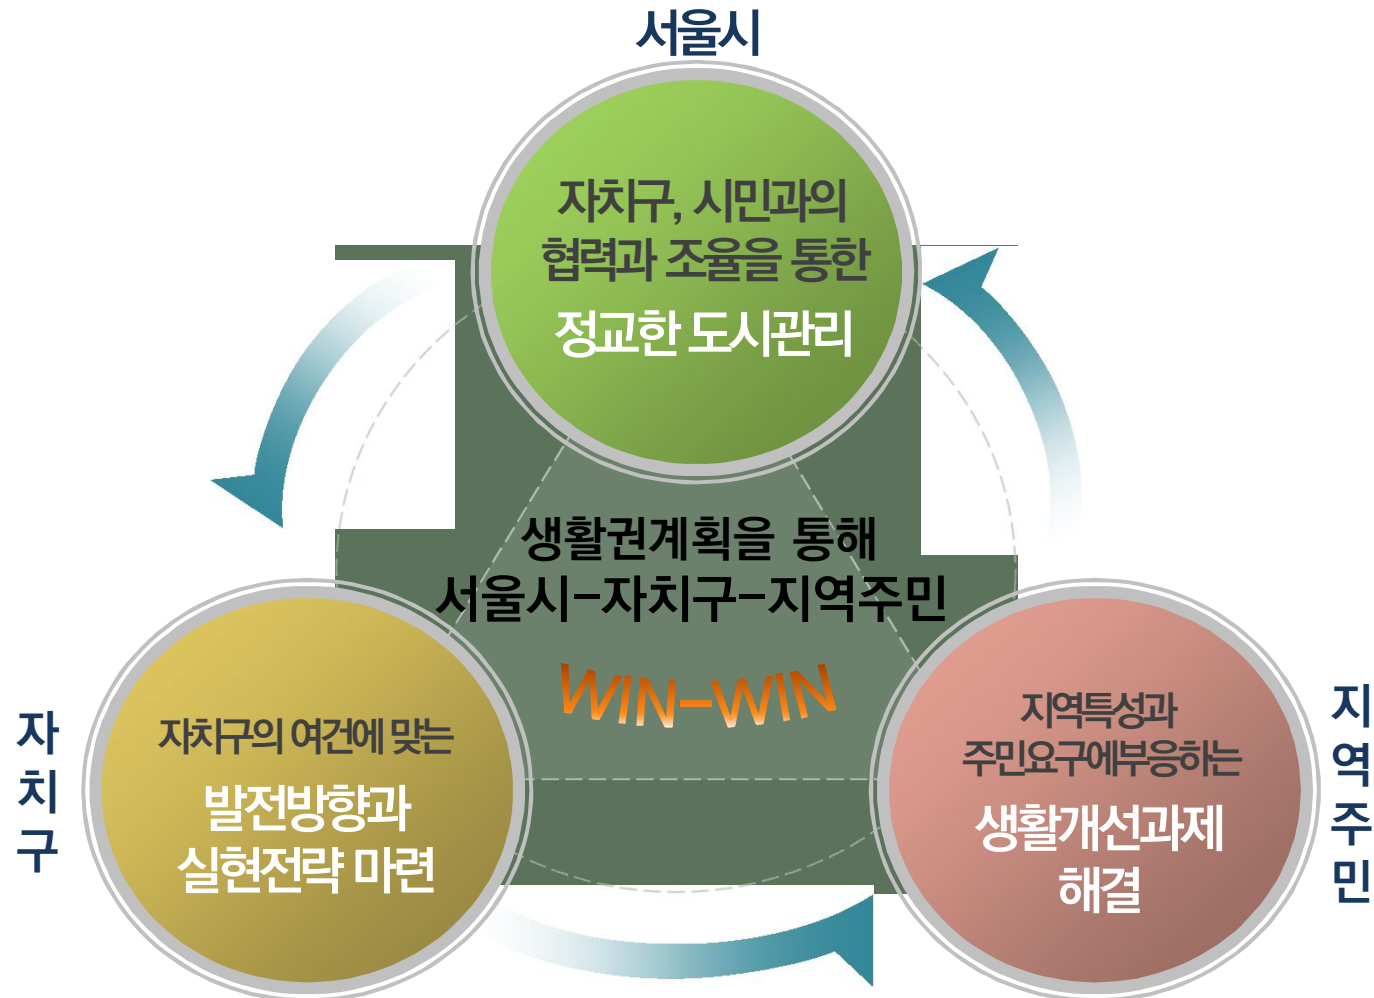 서울시
자치구, 시민과의
협력과 조율을 통한
정교한 도시관리
생활권계획을 통해
서울시-자치구-지역주민
WIN-WIN
자치구
자치구의 여건에 맞는
발전방향과
실현전략 마련
지역특성과
주민요구에부응하는
생활개선과제
해결
지역주민